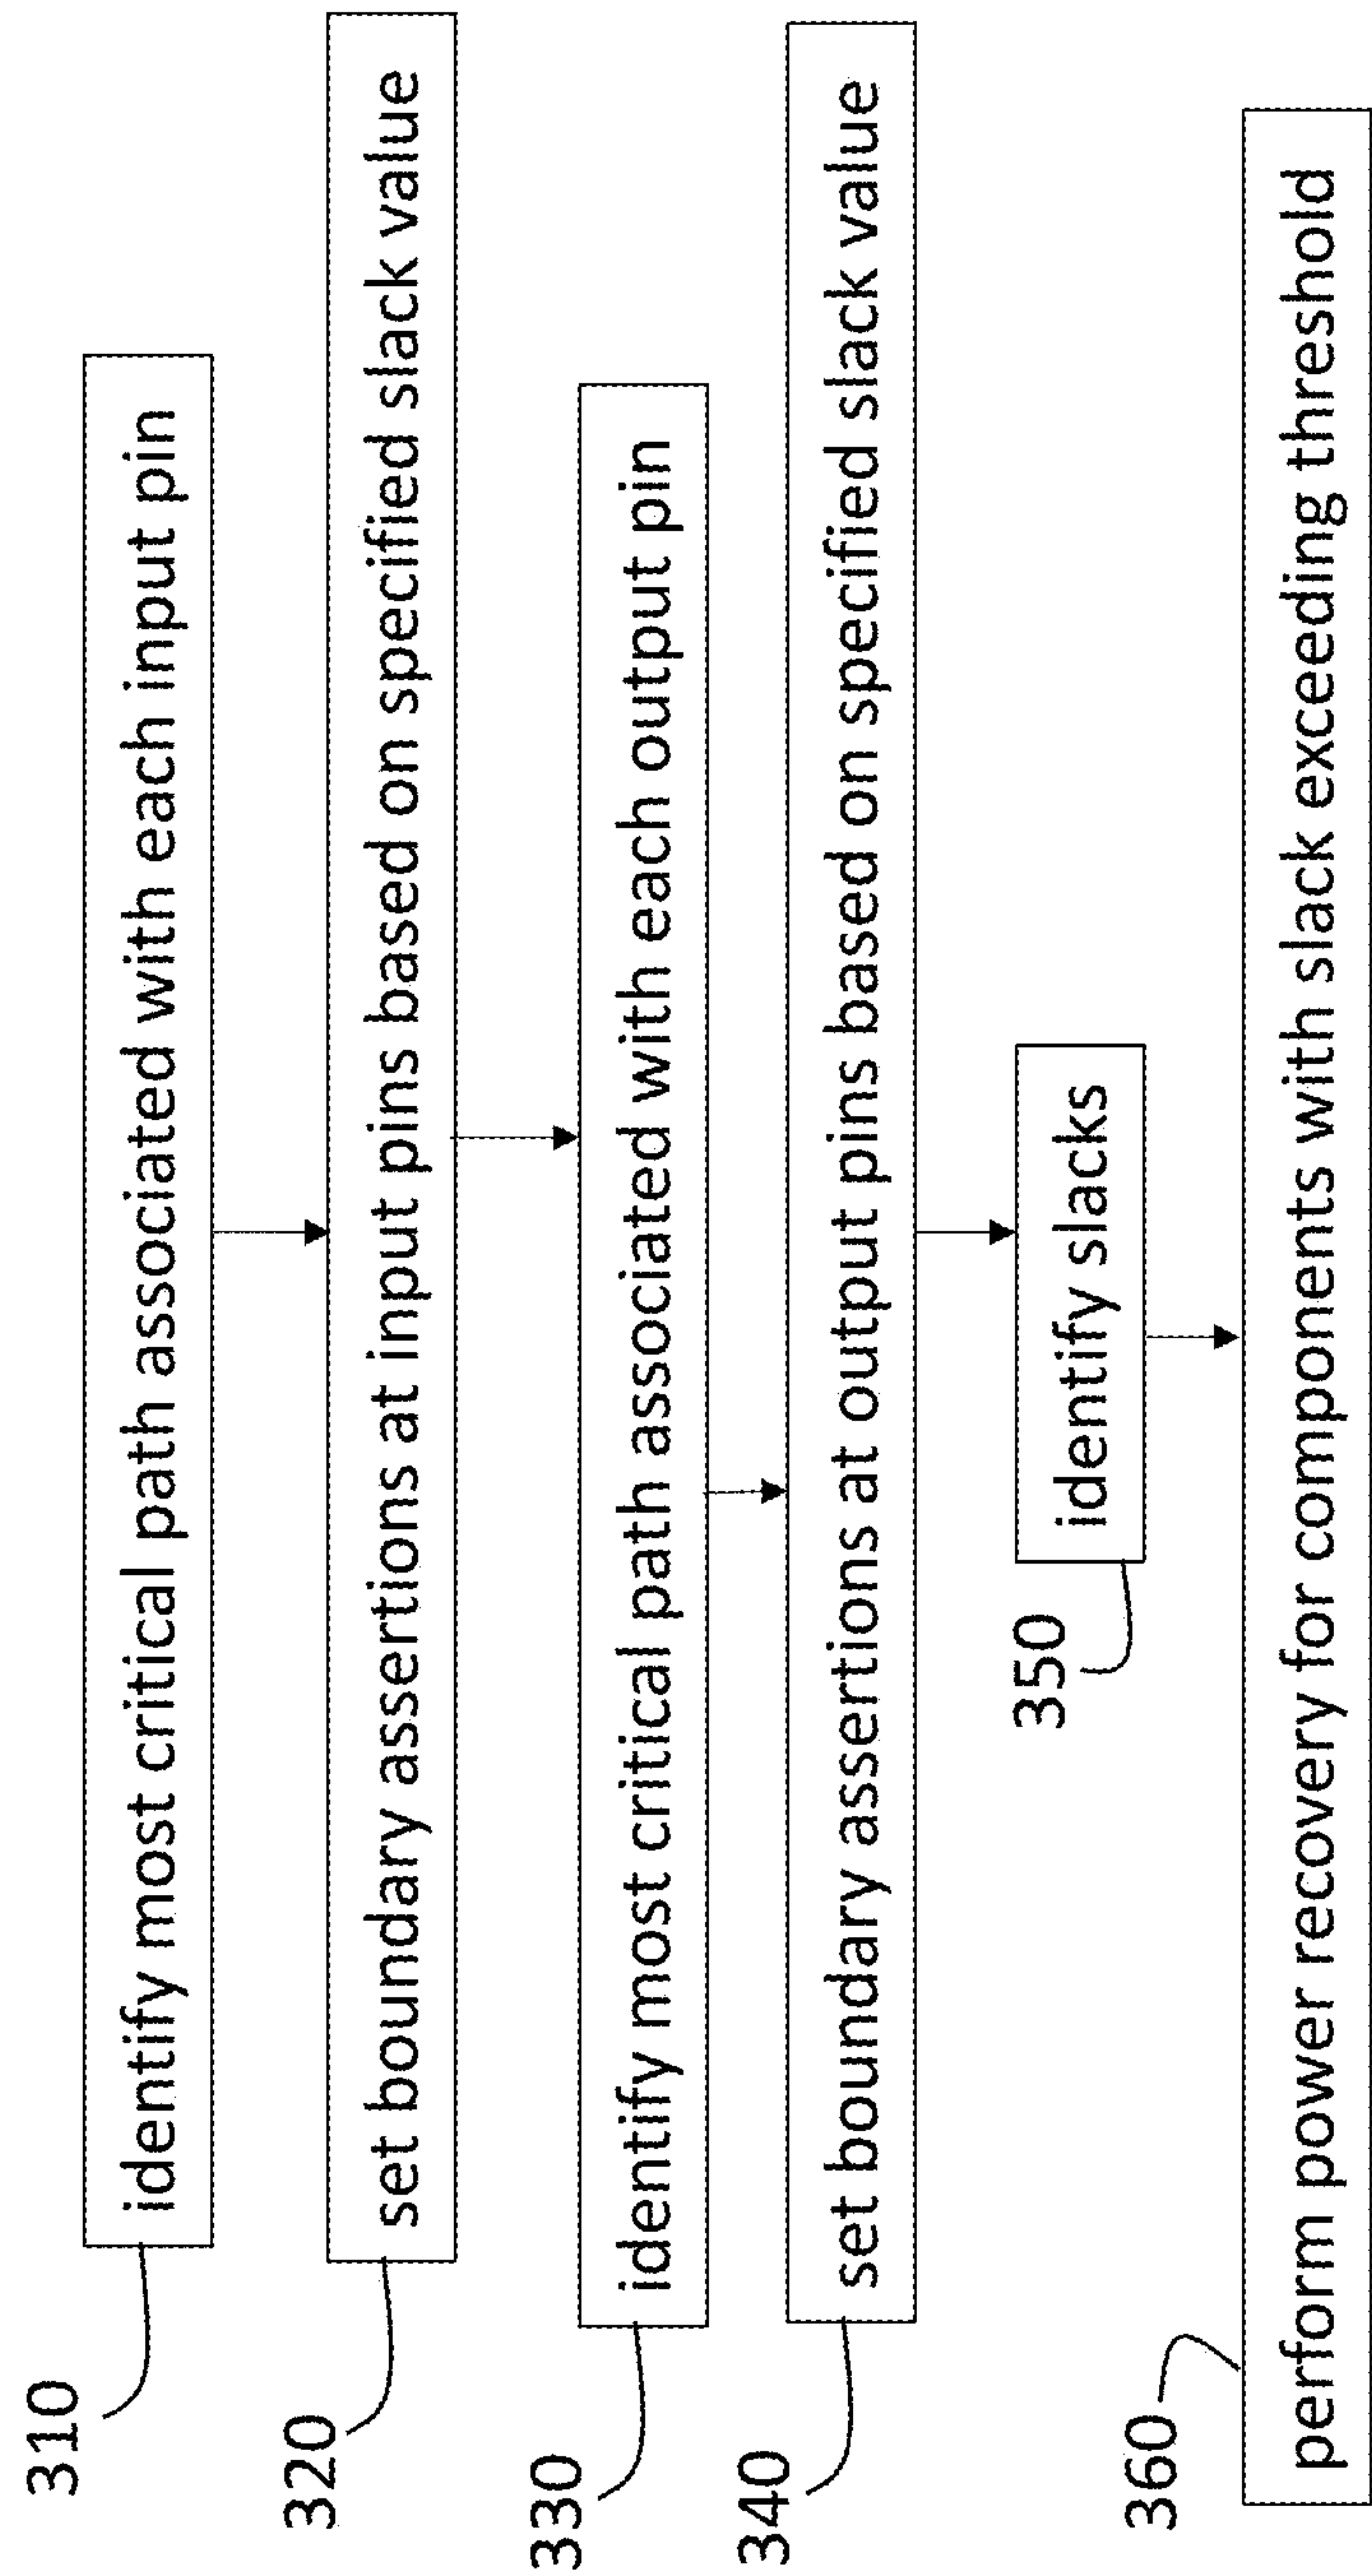 310
identify most critical path associated with each input pin
320
set boundary assertions at input pins based on specified slack value
330
identify most critical path associated with each output pin
340
set boundary assertions at output pins based on specified slack value
350
identify slacks
360
perform power recovery for components with slack exceeding threshold